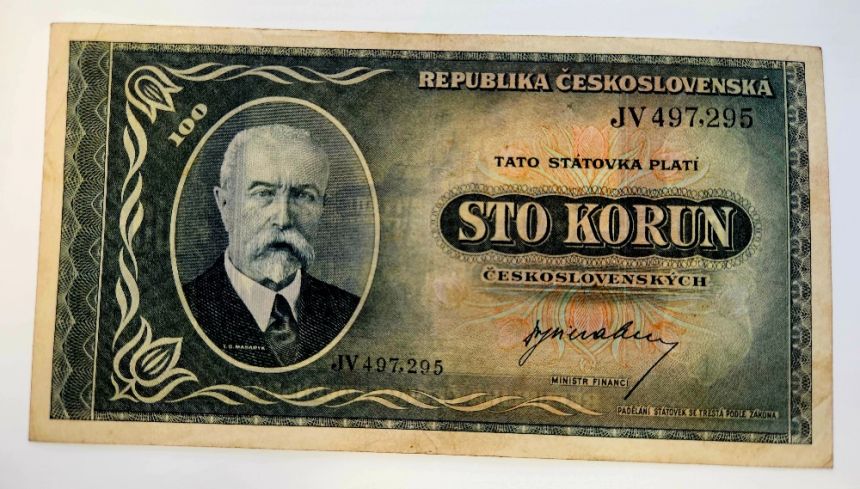 REPUBLIKA ČESKOSLOVENSKÁ
100
JV 497,295
TATO STÁTOVKA PLATÍ
STO KORUN
ČESKOSLOVENSKÝCH
T. G. MASARYK
JV 497,295
MINISTR FINANCÍ
PADĚLÁNÍ STÁTOVEK SE TRESTÁ PODLE ZÁKONA